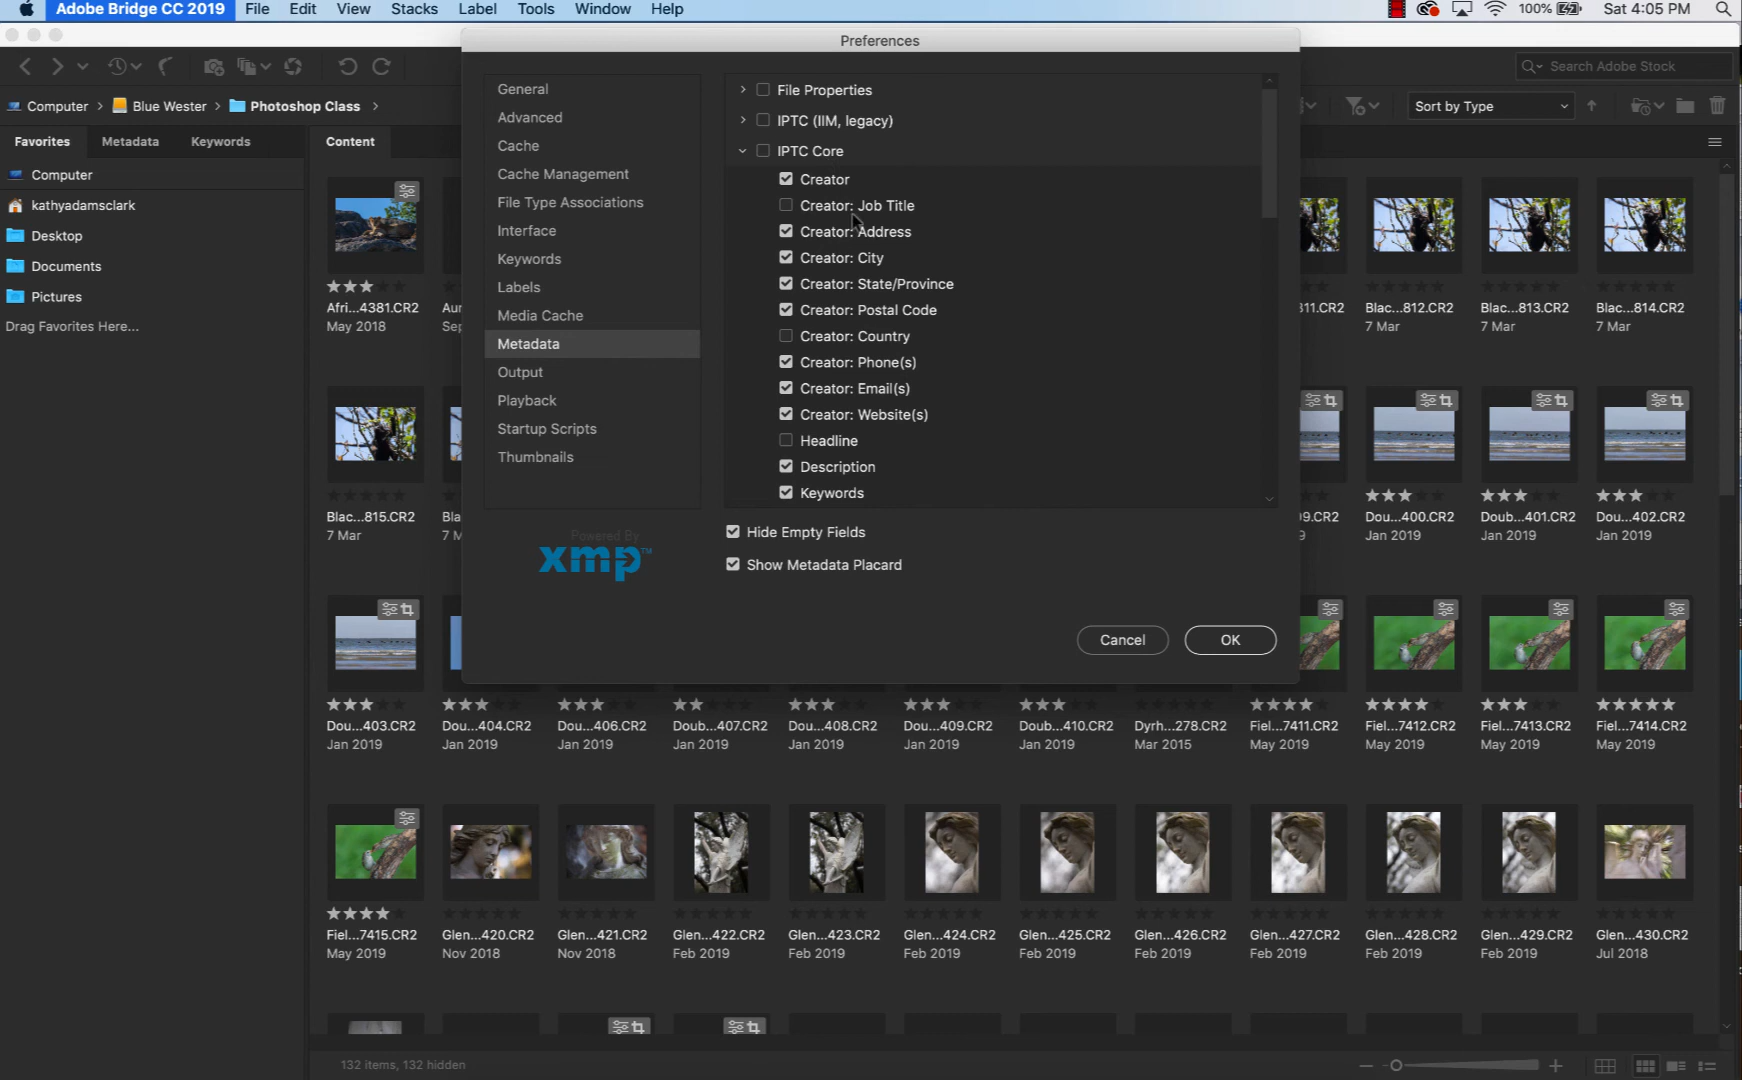 Adobe Bridge CC 2019 File Edit View Stacks Label Tools Window Help 100% Sat 4:05 PM
Preferences
Search Adobe Stock
Computer Blue Wester Photoshop Class
Sort by Type
Favorites Metadata Keywords Content
Computer
kathyadamsclark
Desktop
Documents
Pictures
Drag Favorites Here...
General
Advanced
Cache
Cache Management
File Type Associations
Interface
Keywords
Labels
Media Cache
Metadata
Output
Playback
Startup Scripts
Thumbnails
Powered By
xmp™
File Properties
IPTC (IIM, legacy)
IPTC Core
Creator
Creator: Job Title
Creator: Address
Creator: City
Creator: State/Province
Creator: Postal Code
Creator: Country
Creator: Phone(s)
Creator: Email(s)
Creator: Website(s)
Headline
Description
Keywords
Hide Empty Fields
Show Metadata Placard
Cancel OK
Afri...4381.CR2 Blac...812.CR2 Blac...813.CR2 Blac...814.CR2
May 2018 7 Mar 7 Mar 7 Mar
Blac...815.CR2 Dou...400.CR2 Doub...401.CR2 Dou...402.CR2
7 Mar Jan 2019 Jan 2019 Jan 2019
Dou...403.CR2 Dou...404.CR2 Dou...406.CR2 Doub...407.CR2 Dou...408.CR2 Dou...409.CR2 Doub...410.CR2 Dyrh...278.CR2 Fiel...7411.CR2 Fiel...7412.CR2 Fiel...7413.CR2 Fiel...7414.CR2
Jan 2019 Jan 2019 Jan 2019 Jan 2019 Jan 2019 Jan 2019 Jan 2019 Mar 2015 May 2019 May 2019 May 2019 May 2019
Fiel...7415.CR2 Glen...420.CR2 Glen...421.CR2 Glen...422.CR2 Glen...423.CR2 Glen...424.CR2 Glen...425.CR2 Glen...426.CR2 Glen...427.CR2 Glen...428.CR2 Glen...429.CR2 Glen...430.CR2
May 2019 Nov 2018 Nov 2018 Feb 2019 Feb 2019 Feb 2019 Feb 2019 Feb 2019 Feb 2019 Feb 2019 Feb 2019 Jul 2018
132 items, 132 hidden